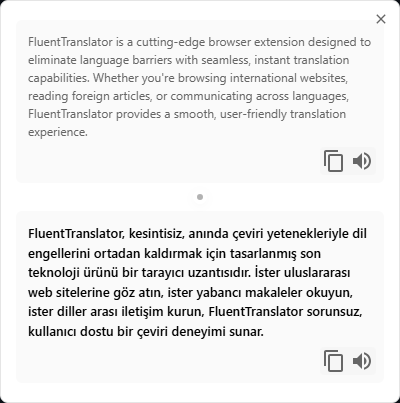 FluentTranslator is a cutting-edge browser extension designed to
eliminate language barriers with seamless, instant translation
capabilities. Whether you're browsing international websites,
reading foreign articles, or communicating across languages,
FluentTranslator provides a smooth, user-friendly translation
experience.
FluentTranslator, kesintisiz, anında çeviri yetenekleriyle dil
engellerini ortadan kaldırmak için tasarlanmış son
teknoloji ürünü bir tarayıcı uzantısıdır. İster uluslararası
web sitelerine göz atın, ister yabancı makaleler okuyun,
ister diller arası iletişim kurun, FluentTranslator sorunsuz,
kullanıcı dostu bir çeviri deneyimi sunar.